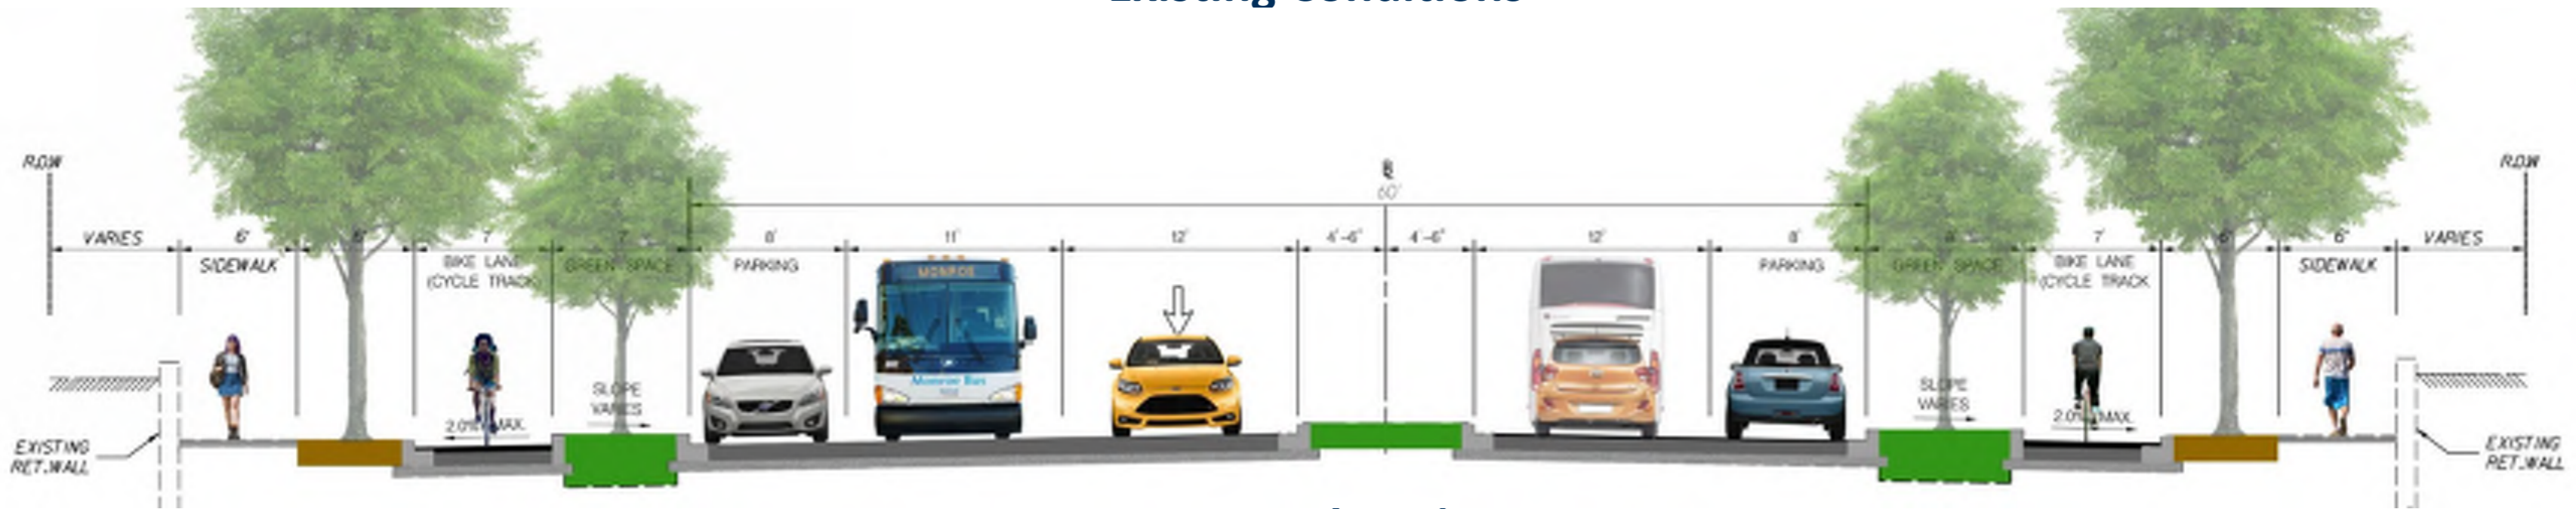 Existing Conditions
R.O.W
R.O.W
℄
60'
VARIES
6'
6'
7'
7'
8'
11'
12'
4'-6"
4'-6"
12'
8'
7'
6'
VARIES
SIDEWALK
BIKE LANE
(CYCLE TRACK
GREEN SPACE
PARKING
PARKING
GREEN SPACE
BIKE LANE
(CYCLE TRACK
SIDEWALK
MONROE
Monroe Bus
SLOPE
VARIES
SLOPE
VARIES
2.0% MAX.
2.0% MAX.
EXISTING
RET.WALL
EXISTING
RET.WALL